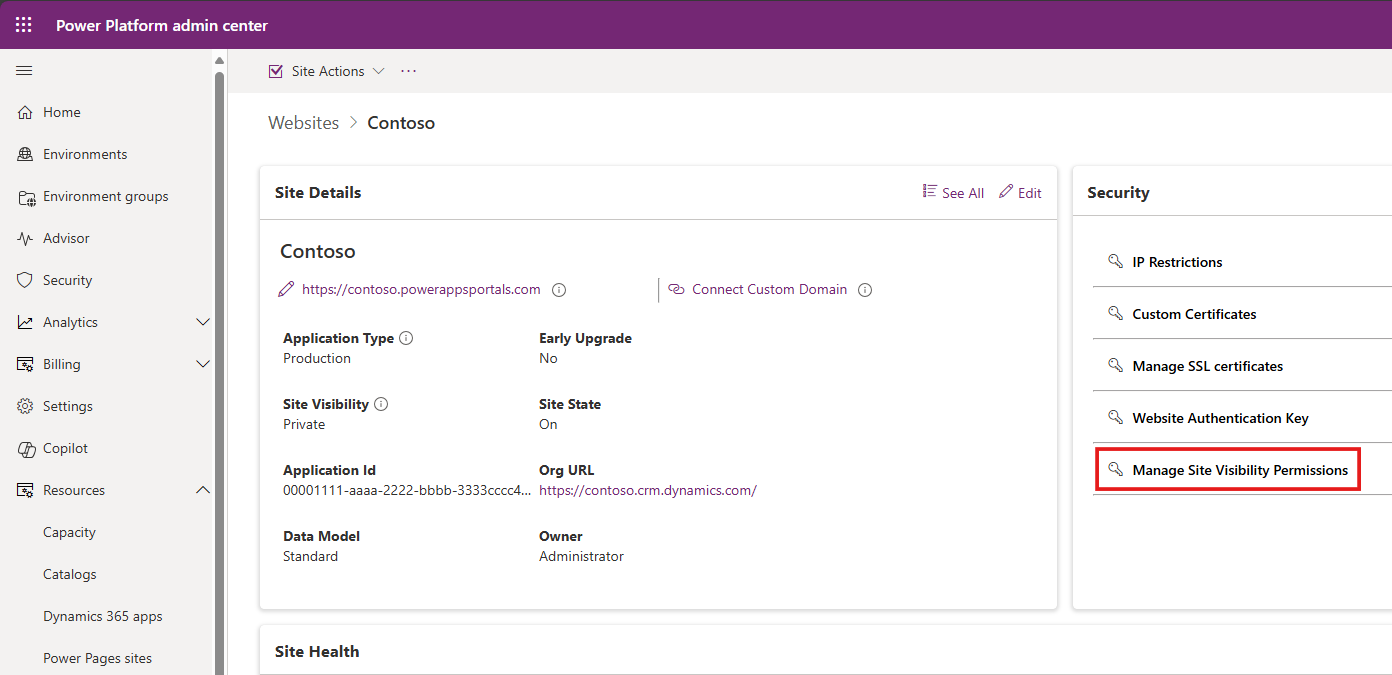 Power Platform admin center
Home
Environments
Environment groups
Advisor
Security
Analytics
Billing
Settings
Copilot
Resources
Capacity
Catalogs
Dynamics 365 apps
Power Pages sites
Site Actions
Websites > Contoso
Site Details
See All
Edit
Contoso
https://contoso.powerappsportals.com
Connect Custom Domain
Application Type
Production
Early Upgrade
No
Site Visibility
Private
Site State
On
Application Id
00001111-aaaa-2222-bbbb-3333cccc4...
Org URL
https://contoso.crm.dynamics.com/
Data Model
Standard
Owner
Administrator
Security
IP Restrictions
Custom Certificates
Manage SSL certificates
Website Authentication Key
Manage Site Visibility Permissions
Site Health